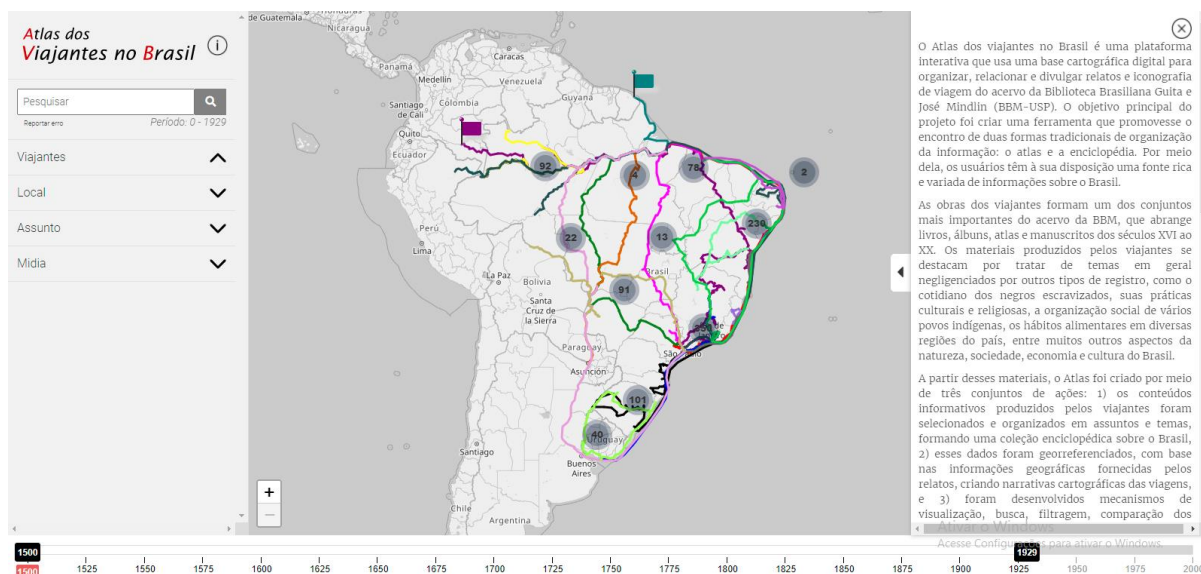 Atlas dos
Viajantes no Brasil
i
Pesquisar
Reportar erro
Período: 0 - 1929
Viajantes
Local
Assunto
Midia
de Guatemala
Nicaragua
Caracas
Panamá
Medellín
Venezuela
Guyana
Santiago de Cali
Colombia
Quito
Ecuador
92
4
78
2
239
Perú
22
13
Lima
La Paz
Brasil
Bolivia
91
Santa Cruz de la Sierra
Paraguay
São Paulo
Asunción
101
40
Uruguay
Santiago
Buenos Aires
Chile
Argentina
+
−
O Atlas dos viajantes no Brasil é uma plataforma
interativa que usa uma base cartográfica digital para
organizar, relacionar e divulgar relatos e iconografia
de viagem do acervo da Biblioteca Brasiliana Guita e
José Mindlin (BBM-USP). O objetivo principal do
projeto foi criar uma ferramenta que promovesse o
encontro de duas formas tradicionais de organização
da informação: o atlas e a enciclopédia. Por meio
dela, os usuários têm à sua disposição uma fonte rica
e variada de informações sobre o Brasil.
As obras dos viajantes formam um dos conjuntos
mais importantes do acervo da BBM, que abrange
livros, álbuns, atlas e manuscritos dos séculos XVI ao
XX. Os materiais produzidos pelos viajantes se
destacam por tratar de temas em geral
negligenciados por outros tipos de registro, como o
cotidiano dos negros escravizados, suas práticas
culturais e religiosas, a organização social de vários
povos indígenas, os hábitos alimentares em diversas
regiões do país, entre muitos outros aspectos da
natureza, sociedade, economia e cultura do Brasil.
A partir desses materiais, o Atlas foi criado por meio
de três conjuntos de ações: 1) os conteúdos
informativos produzidos pelos viajantes foram
selecionados e organizados em assuntos e temas,
formando uma coleção enciclopédica sobre o Brasil,
2) esses dados foram georreferenciados, com base
nas informações geográficas fornecidas pelos
relatos, criando narrativas cartográficas das viagens,
e 3) foram desenvolvidos mecanismos de
visualização, busca, filtragem, comparação dos
Ativar o Windows
Acesse Configurações para ativar o Windows.
1500
1929
1500 1525 1550 1575 1600 1625 1650 1675 1700 1725 1750 1775 1800 1825 1850 1875 1900 1925 1950 1975 2000